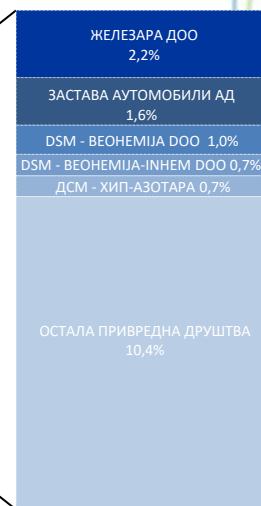 ЖЕЛЕЗАРА ДОО
2,2%
ЗАСТАВА АУТОМОБИЛИ АД
1,6%
DSM - BEOHEMIJA DOO 1,0%
DSM - BEOHEMIJA-INHEM DOO 0,7%
ДСМ - ХИП-АЗОТАРА 0,7%
ОСТАЛА ПРИВРЕДНА ДРУШТВА
10,4%